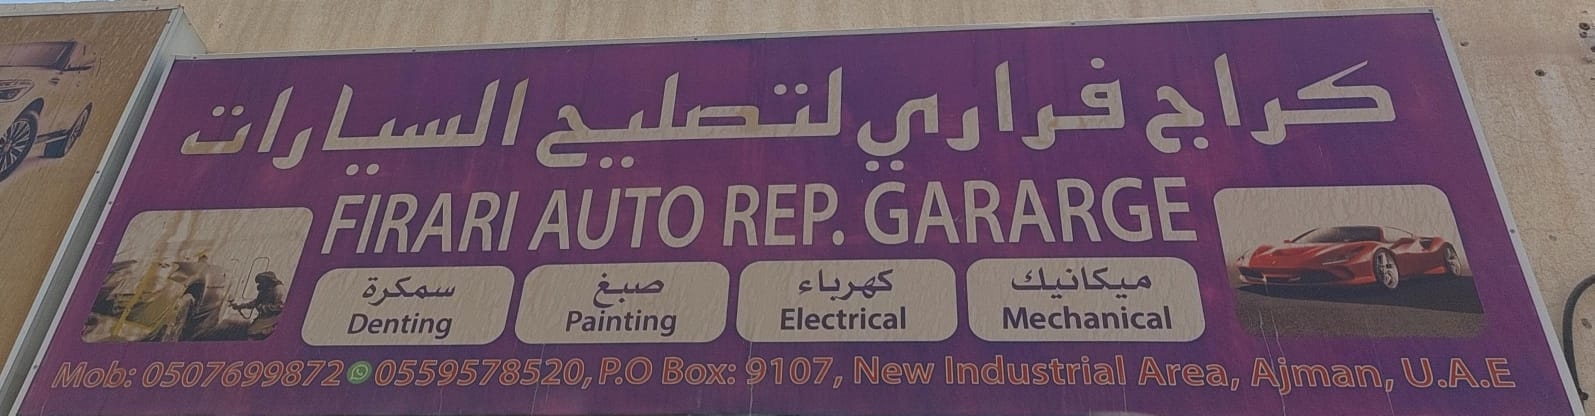 كراج فراري لتصليح السيارات
FIRARI AUTO REP. GARARGE
سمكرة صبغ كهرباء ميكانيك
Denting Painting Electrical Mechanical
Mob: 0507699872 0559578520, P.O Box: 9107, New Industrial Area, Ajman, U.A.E